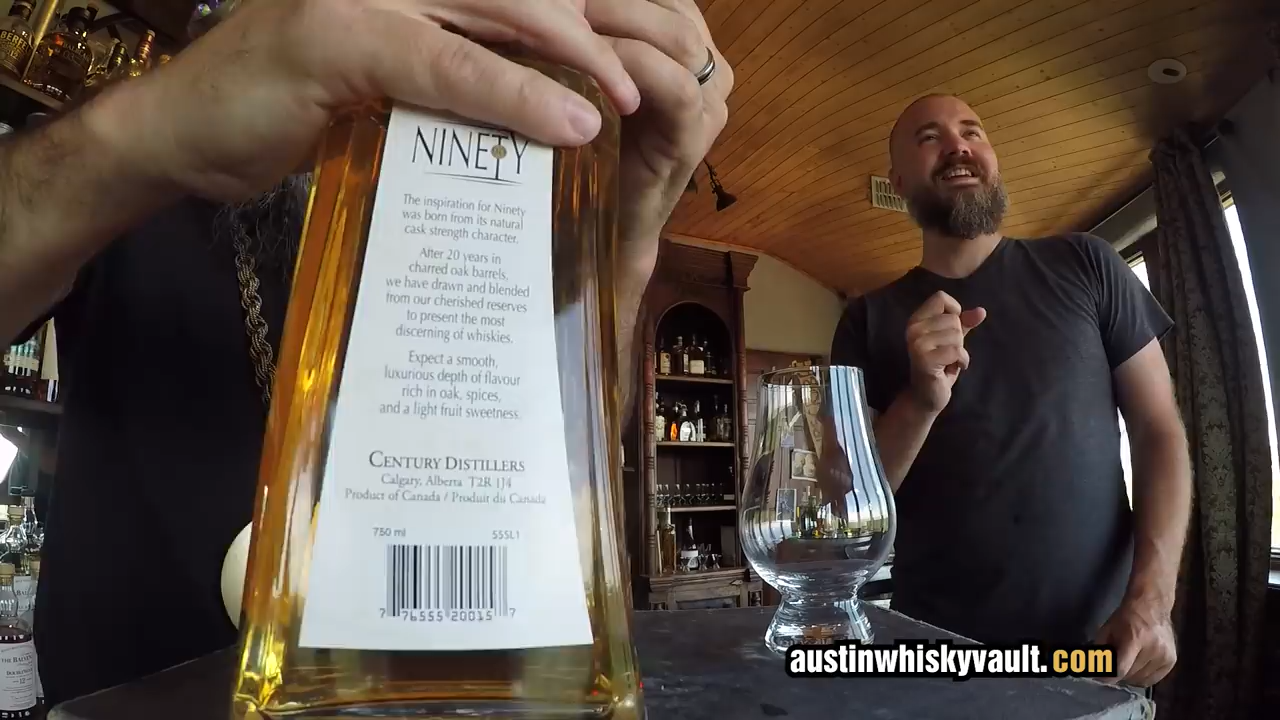 NINETY
The inspiration for Ninety
was born from its natural
cask strength character.
After 20 years in
charred oak barrels,
we have drawn and blended
from our cherished reserves
to present the most
discerning of whiskies.
Expect a smooth,
luxurious depth of flavour
rich in oak, spices,
and a light fruit sweetness.
CENTURY DISTILLERS
Calgary, Alberta T2R 1J4
Product of Canada / Produit du Canada
750 ml 555L1
7 76555 20015 7
austinwhiskyvault.com